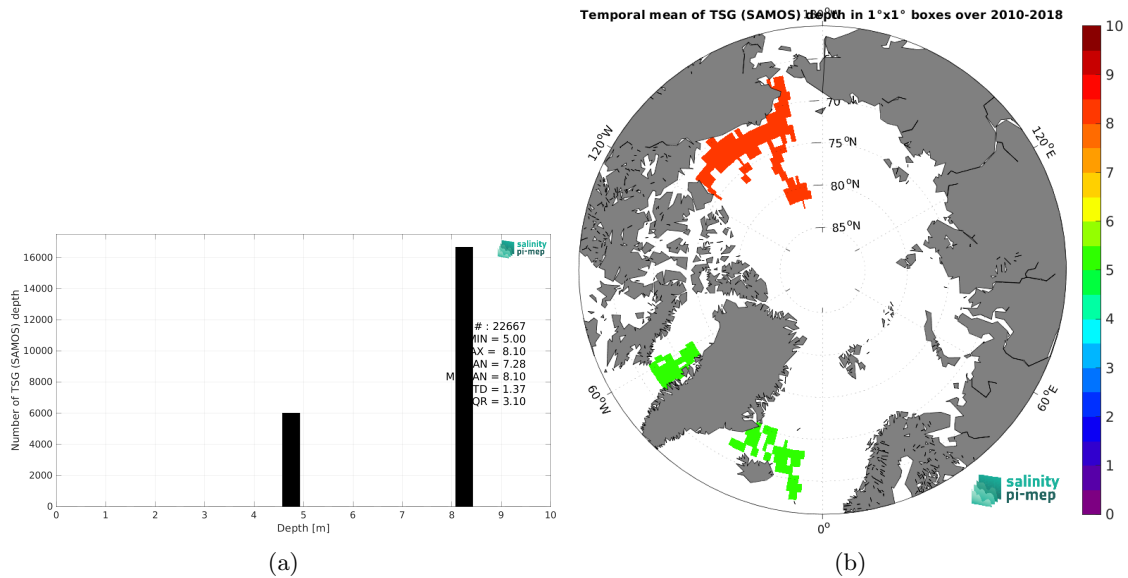 Temporal mean of TSG (SAMOS) depth in 1°x1° boxes over 2010-2018
180°W
120°W
120°E
60°W
60°E
0°
70
75°N
80°N
85°N
10
9
8
7
6
5
4
3
2
1
0
salinity
pi-mep
Number of TSG (SAMOS) depth
16000
14000
12000
10000
8000
6000
4000
2000
0
salinity
pi-mep
# : 22667
MIN = 5.00
AX = 8.10
AN = 7.28
M AN = 8.10
TD = 1.37
QR = 3.10
0 1 2 3 4 5 6 7 8 9 10
Depth [m]
(a)
(b)